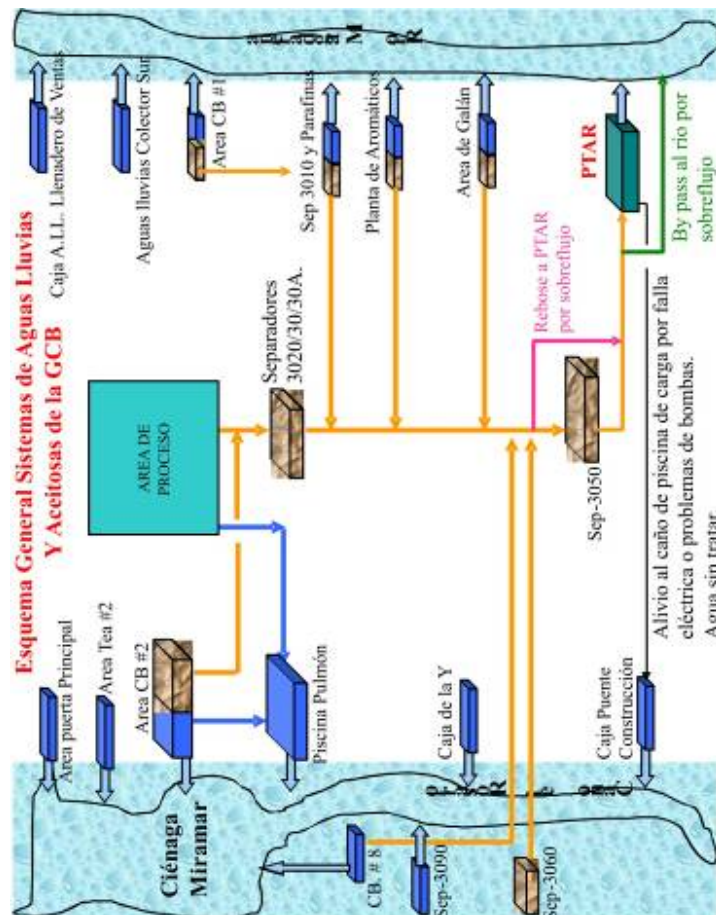 Esquema General Sistemas de Aguas Lluvias
Y Aceitosas de la GCB
Caja A.LL. Llenadero de Ventas
Aguas lluvias Colector Sur
Area CB #1
Sep 3010 y Parafinas
Planta de Aromáticos
Area de Galán
PTAR
By pass al rio por
sobreflujo
Rebose a PTAR
por sobreflujo
Separadores
3020/30/30A.
AREA DE
PROCESO
Sep-3050
Alivio al caño de piscina de carga por falla
eléctrica o problemas de bombas.
Agua sin tratar
Area puerta Principal
Area Tea #2
Area CB #2
Piscina Pulmón
Caja de la Y
Caja Puente
Construcción
Ciénaga
Miramar
CB. # 8
Sep-3090
Sep-3060